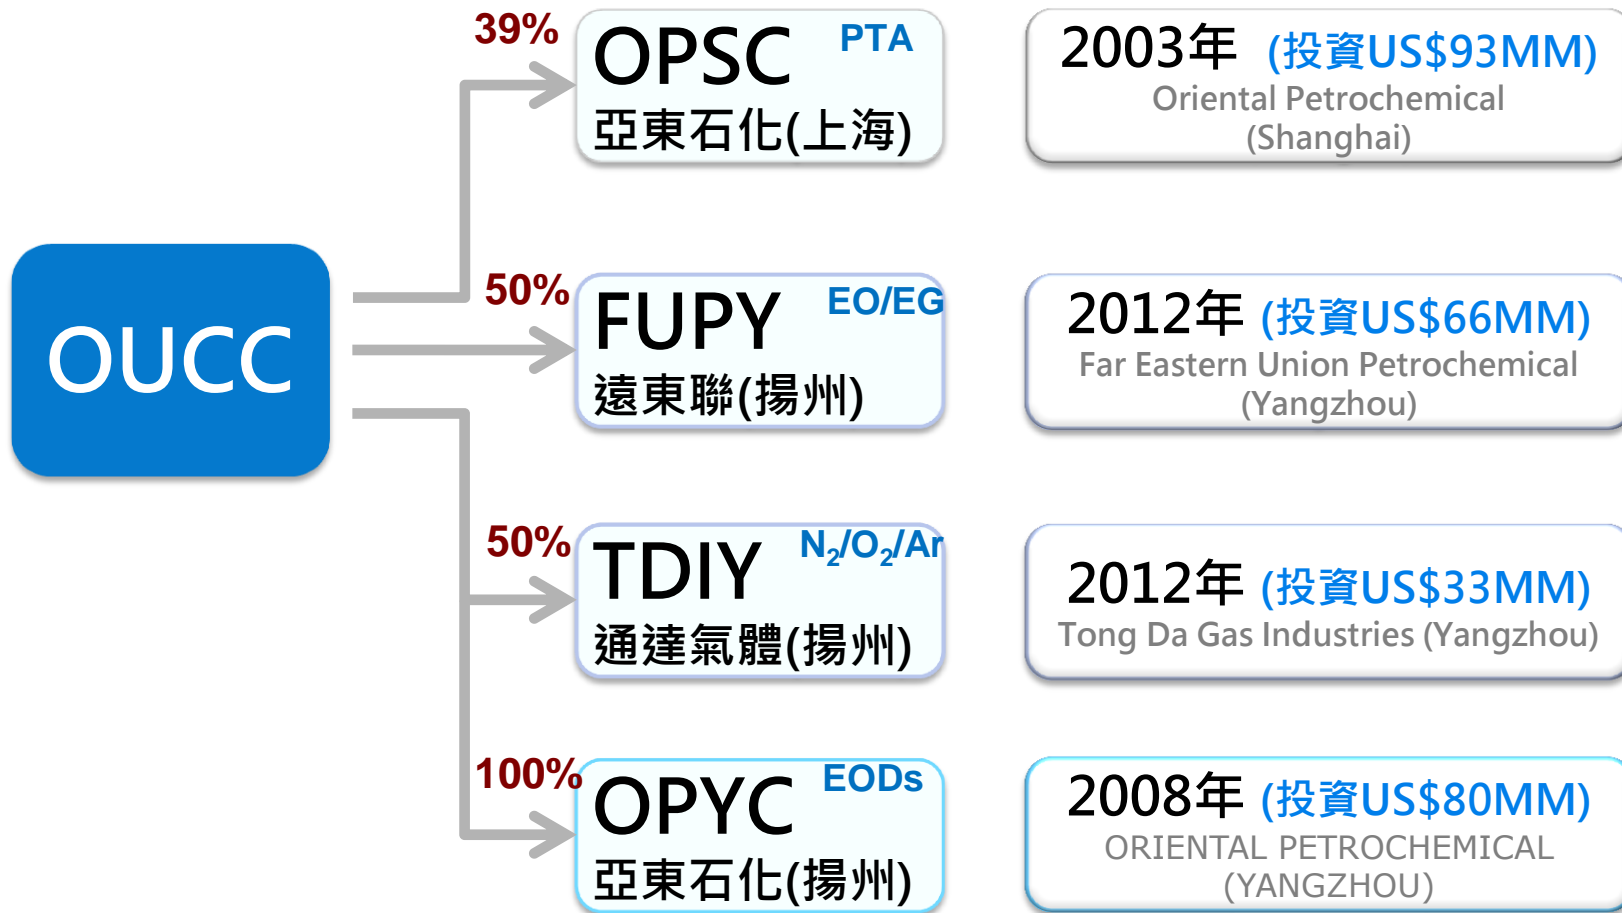 39%
OPSC PTA
亞東石化(上海)
2003年 (投資US$93MM)
Oriental Petrochemical
(Shanghai)
OUCC
50%
FUPY EO/EG
遠東聯(揚州)
2012年 (投資US$66MM)
Far Eastern Union Petrochemical
(Yangzhou)
50%
TDIY N₂/O₂/Ar
通達氣體(揚州)
2012年 (投資US$33MM)
Tong Da Gas Industries (Yangzhou)
100%
OPYC EODs
亞東石化(揚州)
2008年 (投資US$80MM)
ORIENTAL PETROCHEMICAL
(YANGZHOU)